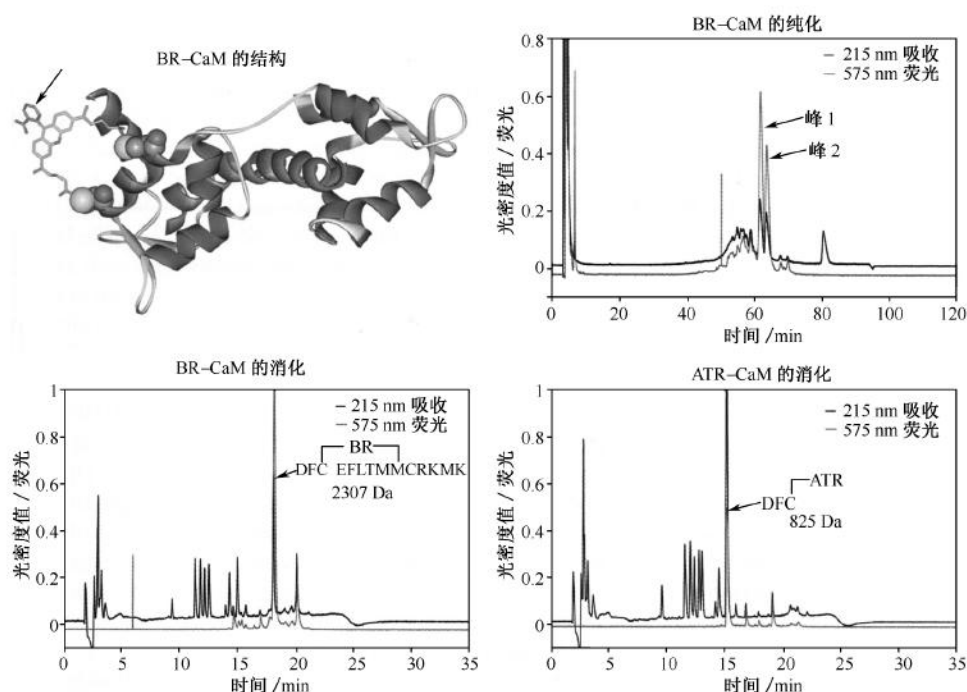 BR–CaM 的结构
BR–CaM 的纯化
215 nm 吸收
575 nm 荧光
峰 1
峰 2
光密度值 / 荧光
0.8
0.6
0.4
0.2
0
0
20
40
60
80
100
120
时间 /min
BR–CaM 的消化
215 nm 吸收
575 nm 荧光
BR
DFC EFLTMMCRKMK
2307 Da
光密度值 / 荧光
1
0.8
0.6
0.4
0.2
0
0
5
10
15
20
25
30
35
时间 /min
ATR–CaM 的消化
215 nm 吸收
575 nm 荧光
ATR
DFC
825 Da
光密度值 / 荧光
1
0.8
0.6
0.4
0.2
0
0
5
10
15
20
25
30
35
时间 /min